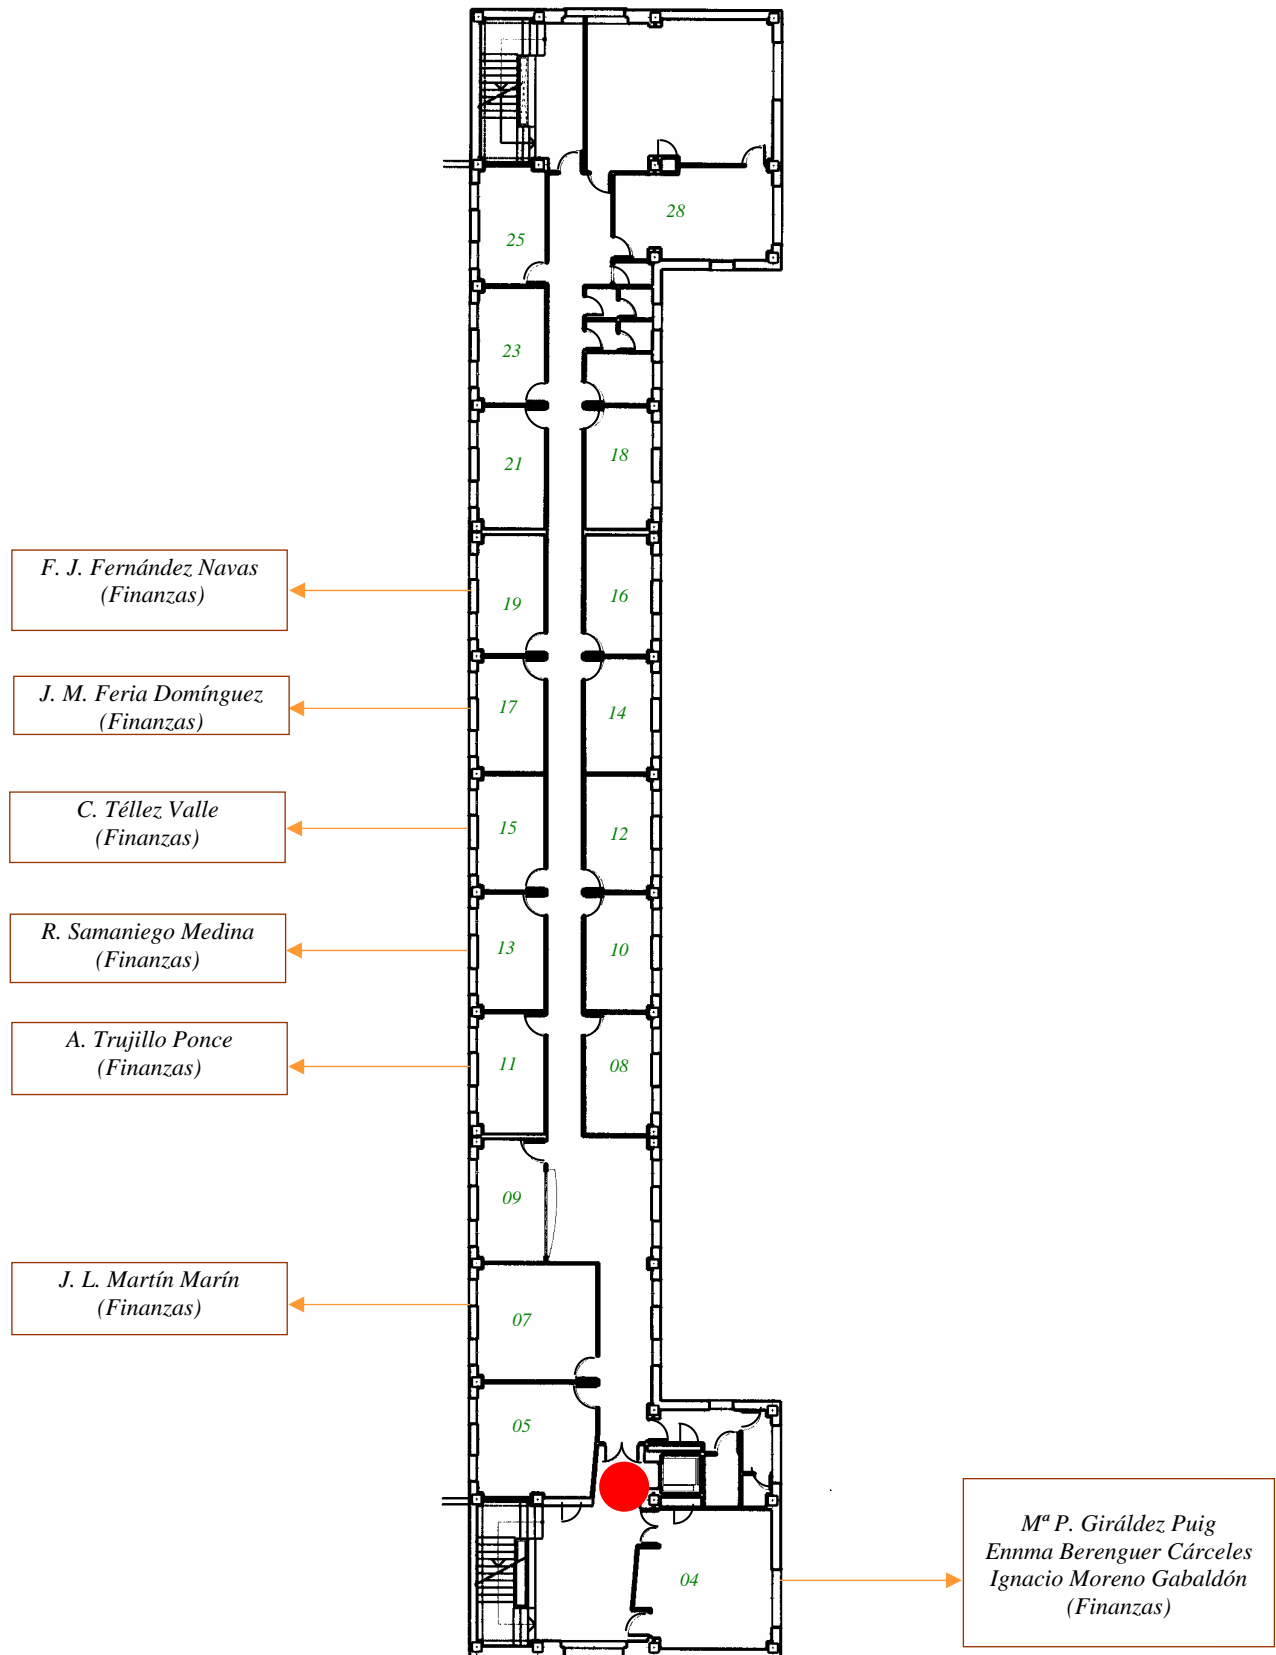 28
25
23
21
18
F. J. Fernández Navas
(Finanzas)
19
16
J. M. Feria Domínguez
(Finanzas)
17
14
C. Téllez Valle
(Finanzas)
15
12
R. Samaniego Medina
(Finanzas)
13
10
A. Trujillo Ponce
(Finanzas)
11
08
09
J. L. Martín Marín
(Finanzas)
07
05
Mª P. Giráldez Puig
Ennma Berenguer Cárceles
Ignacio Moreno Gabaldón
(Finanzas)
04